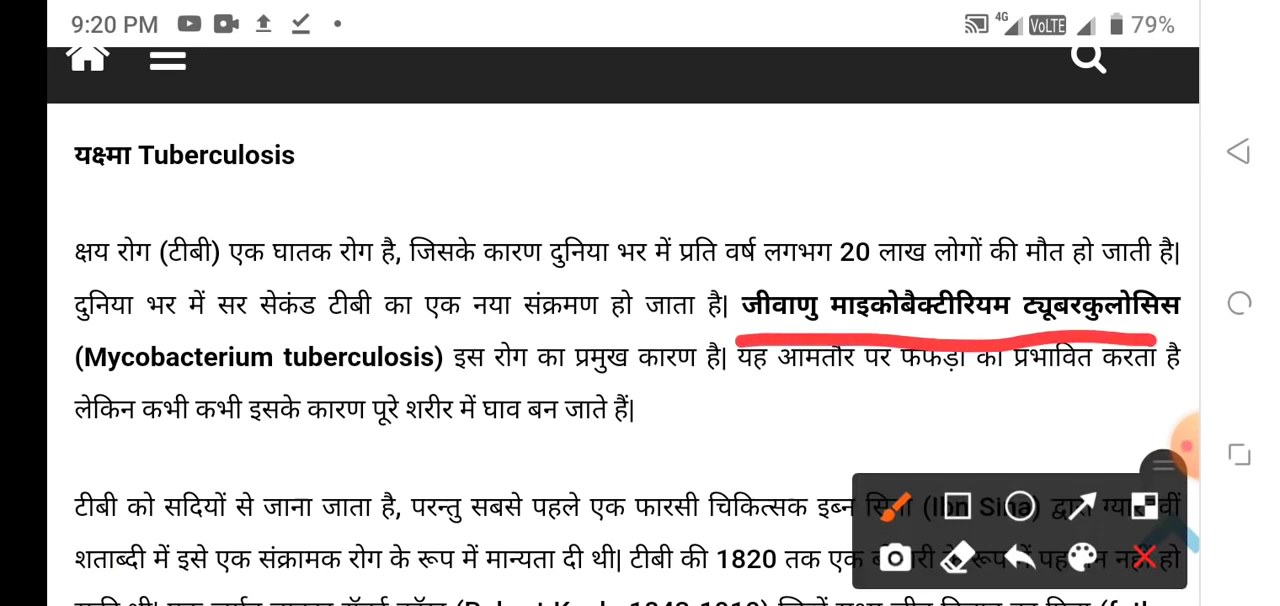 9:20 PM 4G VoLTE 79%
यक्ष्मा Tuberculosis
क्षय रोग (टीबी) एक घातक रोग है, जिसके कारण दुनिया भर में प्रति वर्ष लगभग 20 लाख लोगों की मौत हो जाती है|
दुनिया भर में सर सेकंड टीबी का एक नया संक्रमण हो जाता है| जीवाणु माइकोबैक्टीरियम ट्यूबरकुलोसिस
(Mycobacterium tuberculosis) इस रोग का प्रमुख कारण है| यह आमतौर पर फेफड़ों को प्रभावित करता है
लेकिन कभी कभी इसके कारण पूरे शरीर में घाव बन जाते हैं|
टीबी को सदियों से जाना जाता है, परन्तु सबसे पहले एक फारसी चिकित्सक इब्न सिना (Ibn Sina) द्वारा
शताब्दी में इसे एक संक्रामक रोग के रूप में मान्यता दी थी| टीबी की 1820 तक एक हो